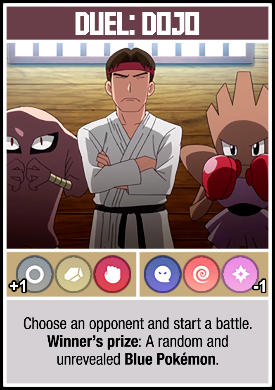 DUEL: DOJO
+1
-1
Choose an opponent and start a battle.
Winner's prize: A random and
unrevealed Blue Pokémon.